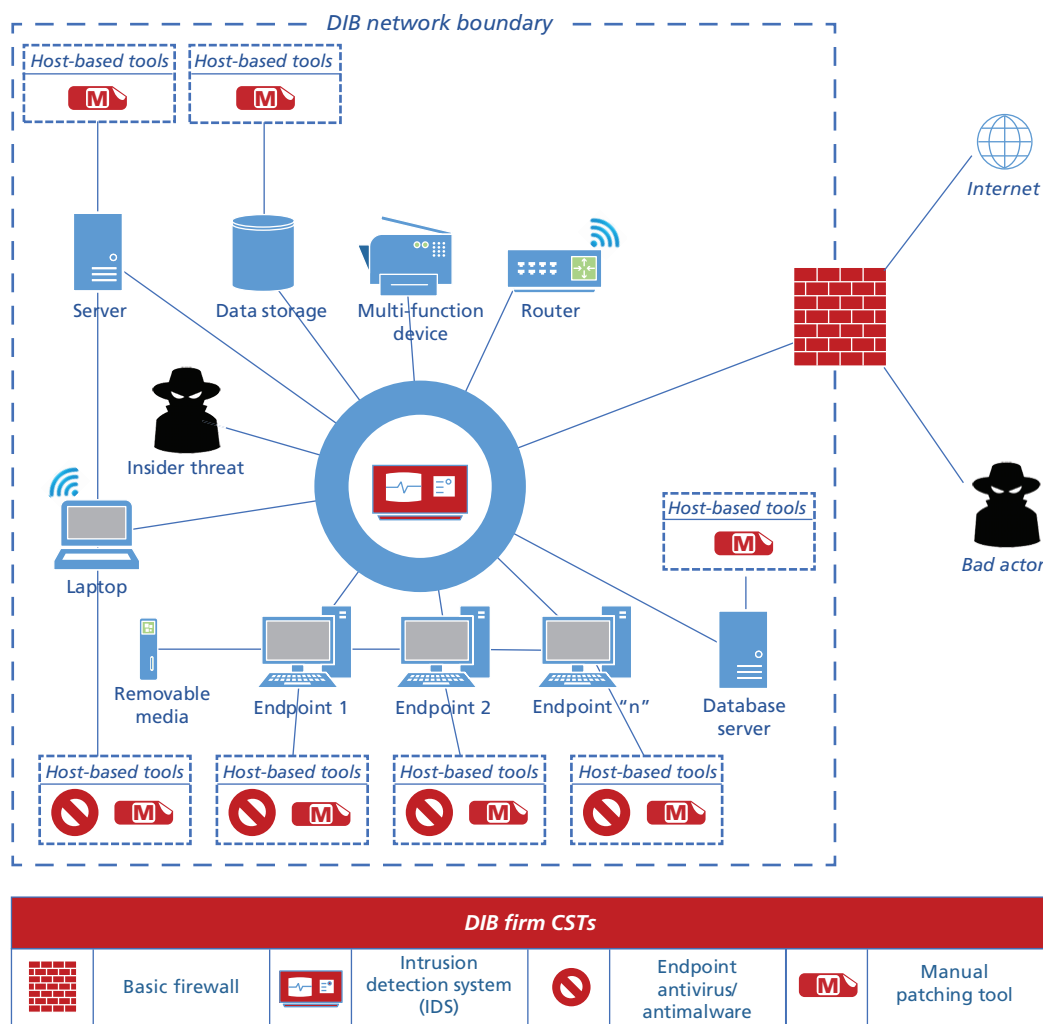 DIB network boundary
Host-based tools
M
Host-based tools
M
Internet
Server
Data storage
Multi-function
device
Router
Insider threat
Host-based tools
M
Bad actor
Laptop
Removable
media
Endpoint 1
Endpoint 2
Endpoint “n”
Database
server
Host-based tools
M
Host-based tools
M
Host-based tools
M
Host-based tools
M
DIB firm CSTs
Basic firewall
Intrusion
detection system
(IDS)
Endpoint
antivirus/
antimalware
M
Manual
patching tool